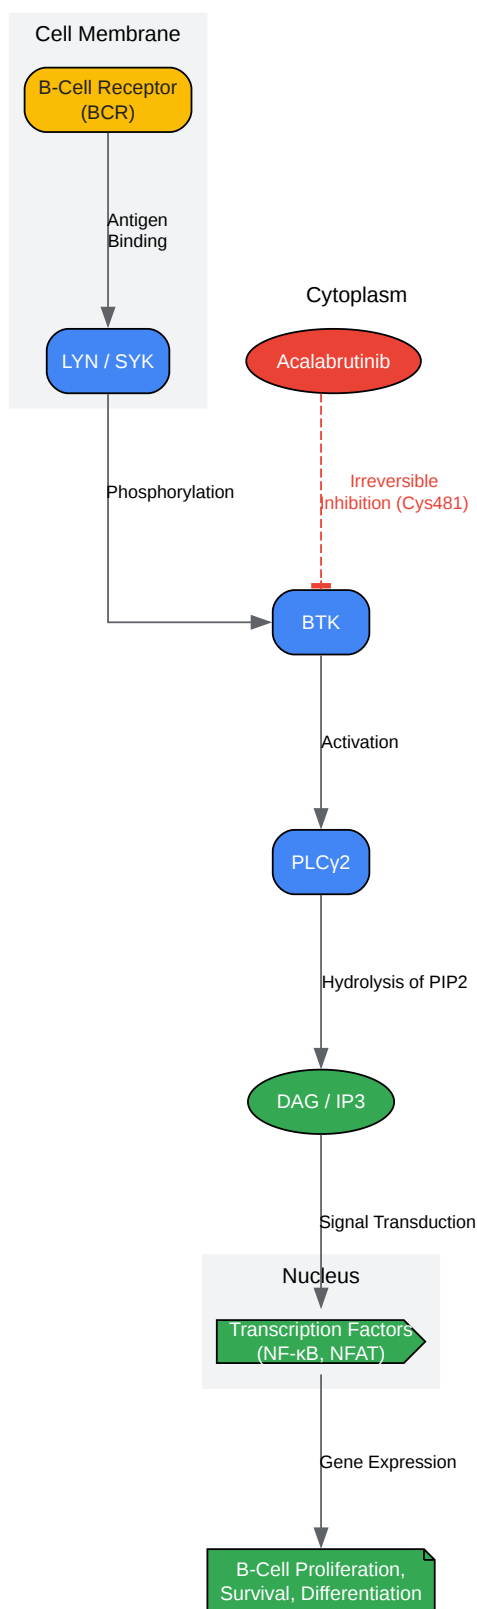 Cell Membrane
B-Cell Receptor
(BCR)
Antigen
Binding
Cytoplasm
LYN / SYK
Acalabrutinib
Phosphorylation
Irreversible
Inhibition (Cys481)
BTK
Activation
PLCγ2
Hydrolysis of PIP2
DAG / IP3
Signal Transduction
Nucleus
Transcription Factors
(NF-κB, NFAT)
Gene Expression
B-Cell Proliferation,
Survival, Differentiation